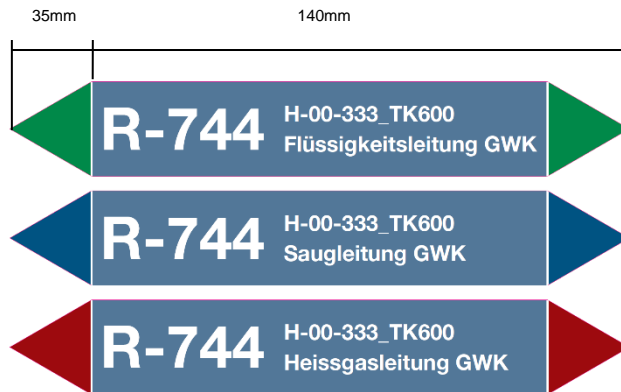 35mm 140mm
R-744 H-00-333_TK600
Flüssigkeitsleitung GWK
R-744 H-00-333_TK600
Saugleitung GWK
R-744 H-00-333_TK600
Heissgasleitung GWK